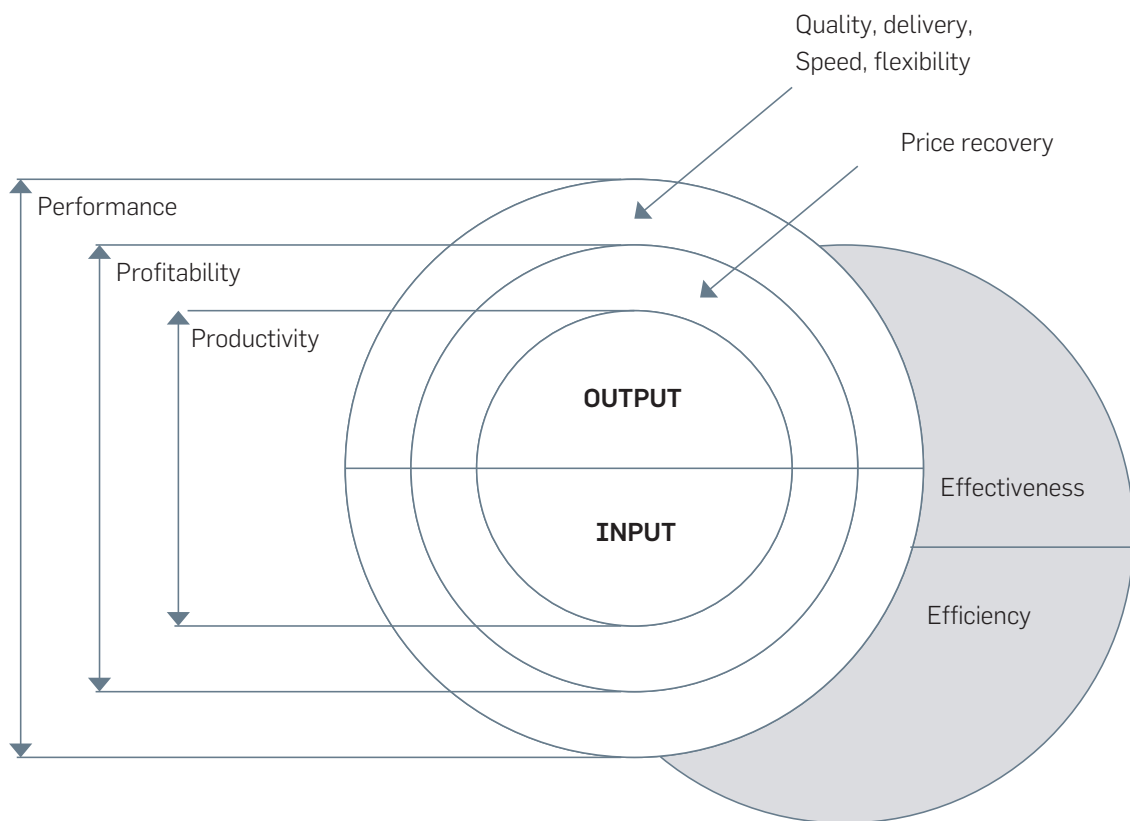 Quality, delivery,
Speed, flexibility
Price recovery
Performance
Profitability
Productivity
OUTPUT
INPUT
Effectiveness
Efficiency